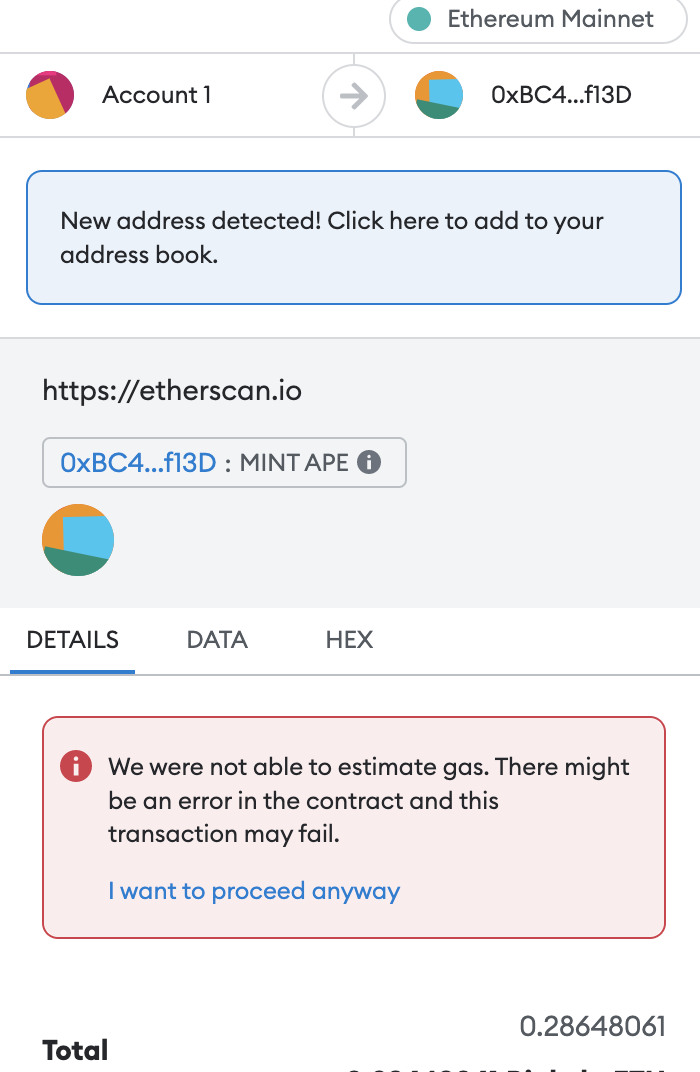 Ethereum Mainnet
Account 1
0xBC4...f13D
New address detected! Click here to add to your
address book.
https://etherscan.io
0xBC4...f13D : MINT APE
DETAILS DATA HEX
We were not able to estimate gas. There might
be an error in the contract and this
transaction may fail.
I want to proceed anyway
0.28648061
Total